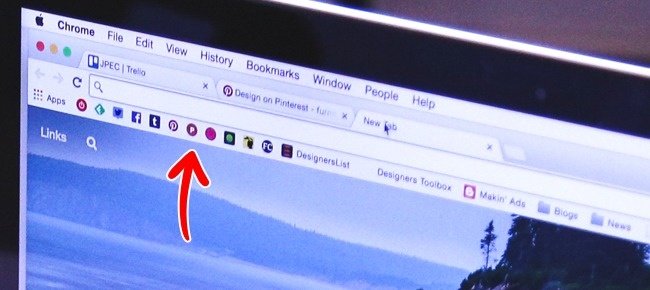 Chrome File Edit View History Bookmarks Window People Help
JPEC | Trello
Design on Pinterest - furn
New Tab
Apps
DesignersList
Designers Toolbox
Makin' Ads
Blogs
News
Links